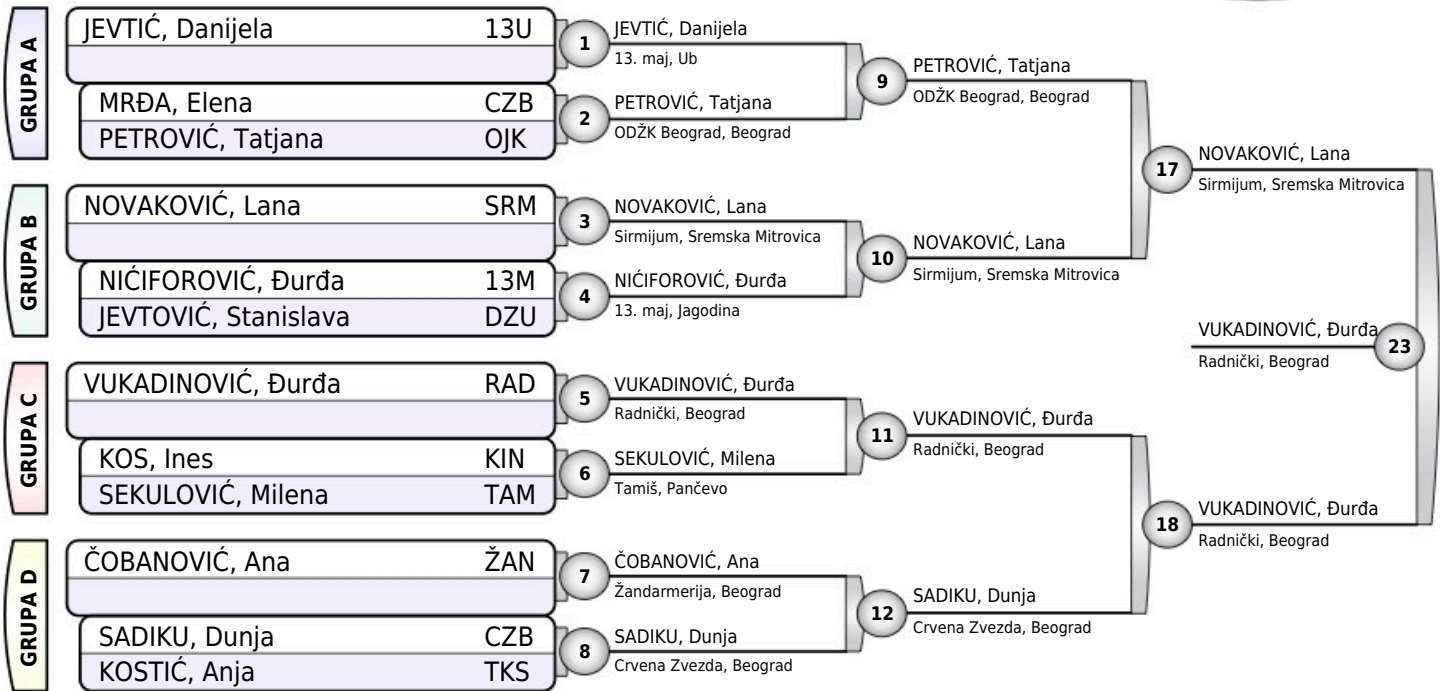 GRUPA A
JEVTIĆ, Danijela 13U
MRĐA, Elena CZB
PETROVIĆ, Tatjana OJK
GRUPA B
NOVAKOVIĆ, Lana SRM
NIĆIFOROVIĆ, Đurđa 13M
JEVTOVIĆ, Stanislava DZU
GRUPA C
VUKADINOVIĆ, Đurđa RAD
KOS, Ines KIN
SEKULOVIĆ, Milena TAM
GRUPA D
ČOBANOVIĆ, Ana ŽAN
SADIKU, Dunja CZB
KOSTIĆ, Anja TKS
1
JEVTIĆ, Danijela
13. maj, Ub
2
PETROVIĆ, Tatjana
ODŽK Beograd, Beograd
3
NOVAKOVIĆ, Lana
Sirmijum, Sremska Mitrovica
4
NIĆIFOROVIĆ, Đurđa
13. maj, Jagodina
5
VUKADINOVIĆ, Đurđa
Radnički, Beograd
6
SEKULOVIĆ, Milena
Tamiš, Pančevo
7
ČOBANOVIĆ, Ana
Žandarmerija, Beograd
8
SADIKU, Dunja
Crvena Zvezda, Beograd
9
PETROVIĆ, Tatjana
ODŽK Beograd, Beograd
10
NOVAKOVIĆ, Lana
Sirmijum, Sremska Mitrovica
11
VUKADINOVIĆ, Đurđa
Radnički, Beograd
12
SADIKU, Dunja
Crvena Zvezda, Beograd
17
NOVAKOVIĆ, Lana
Sirmijum, Sremska Mitrovica
18
VUKADINOVIĆ, Đurđa
Radnički, Beograd
VUKADINOVIĆ, Đurđa
Radnički, Beograd
23